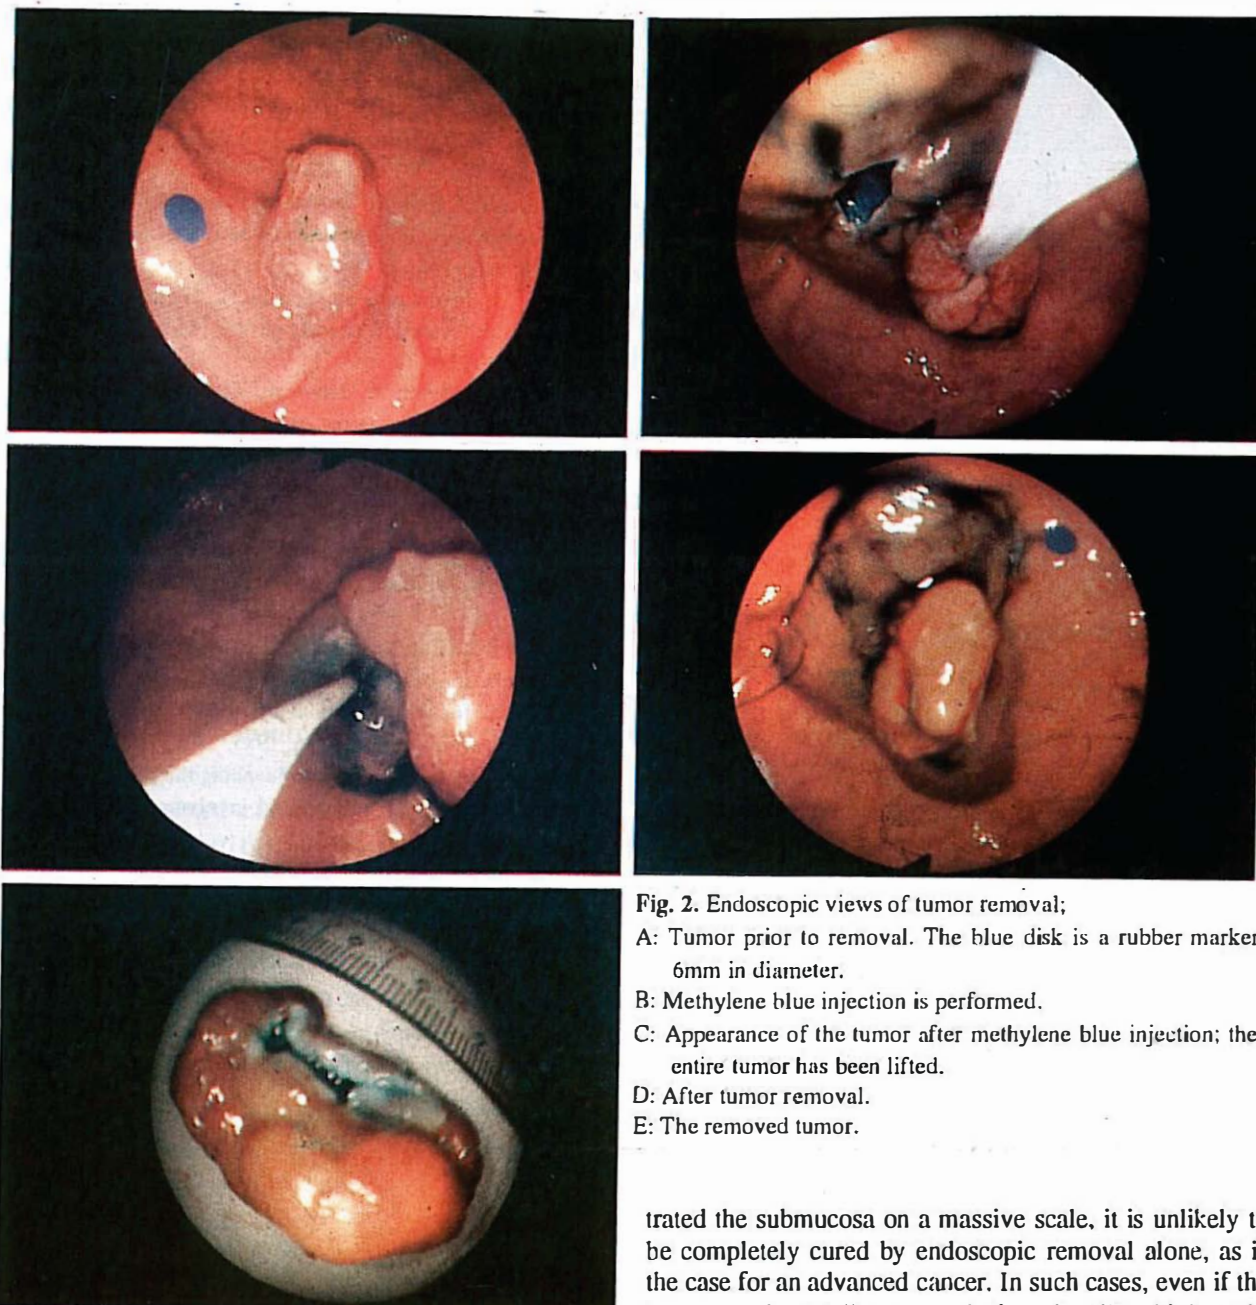 Fig. 2. Endoscopic views of tumor removal;
A: Tumor prior to removal. The blue disk is a rubber marker
6mm in diameter.
B: Methylene blue injection is performed.
C: Appearance of the tumor after methylene blue injection; the
entire tumor has been lifted.
D: After tumor removal.
E: The removed tumor.
trated the submucosa on a massive scale, it is unlikely t
be completely cured by endoscopic removal alone, as i
the case for an advanced cancer. In such cases, even if th